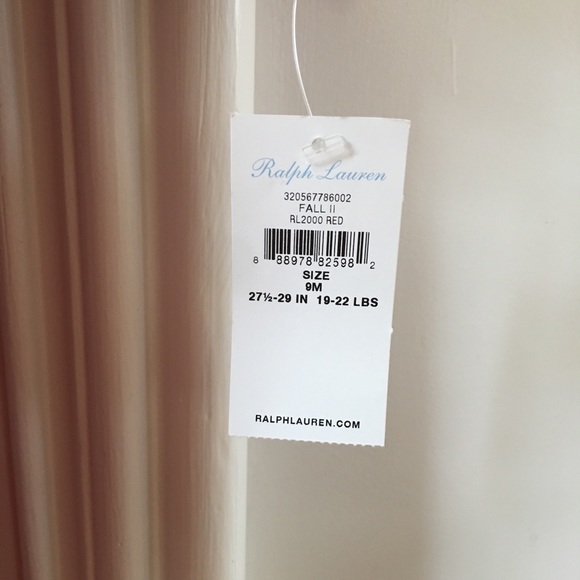 Ralph Lauren
320567786002
FALL II
RL2000 RED
8 88978 82598 2
SIZE
9M
27½-29 IN 19-22 LBS
RALPHLAUREN.COM